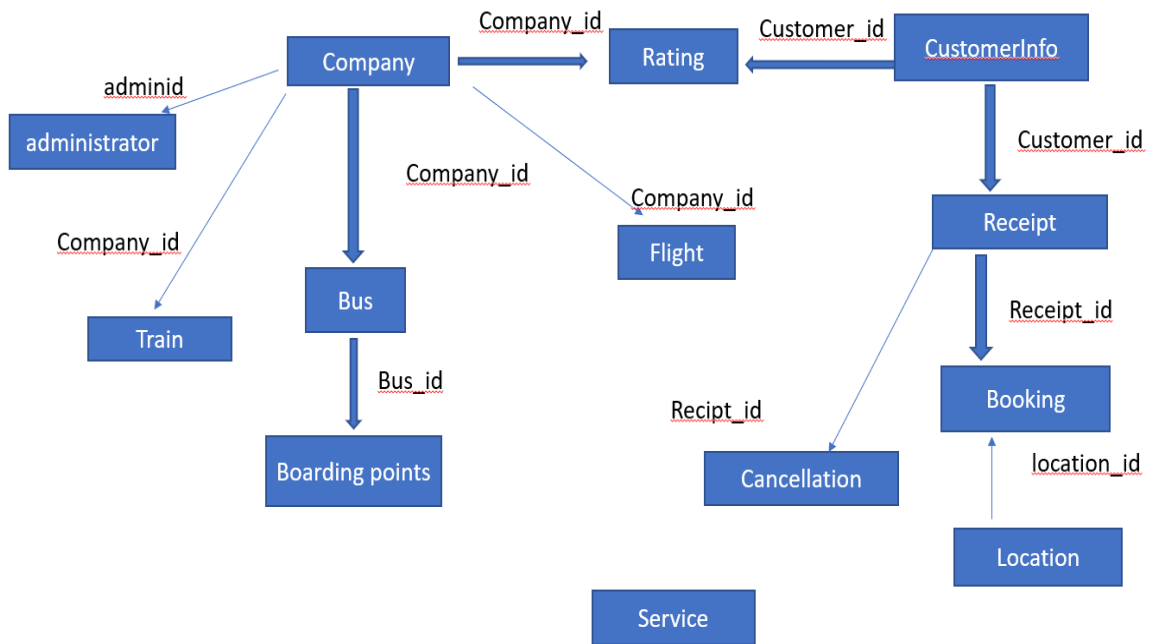 Company_id
Customer_id
Company
Rating
CustomerInfo
adminid
administrator
Customer_id
Company_id
Company_id
Company_id
Receipt
Flight
Bus
Train
Receipt_id
Bus_id
Booking
Recipt_id
Boarding points
Cancellation
location_id
Location
Service